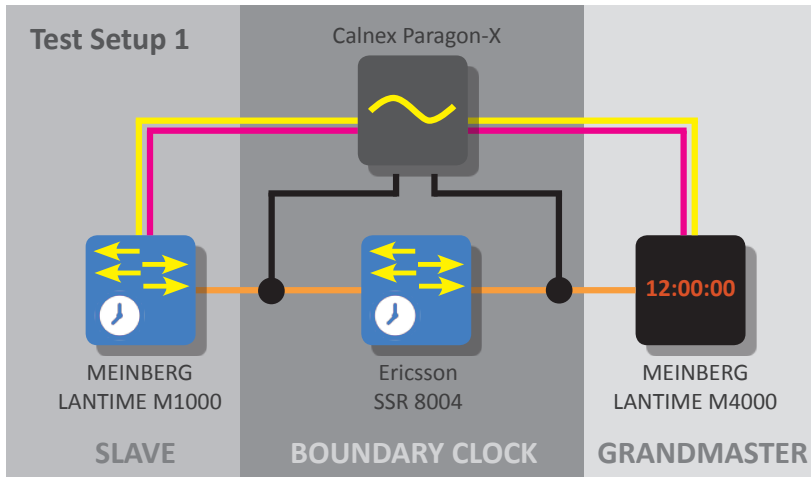 Test Setup 1
Calnex Paragon-X
12:00:00
MEINBERG
LANTIME M1000
Ericsson
SSR 8004
MEINBERG
LANTIME M4000
SLAVE
BOUNDARY CLOCK
GRANDMASTER